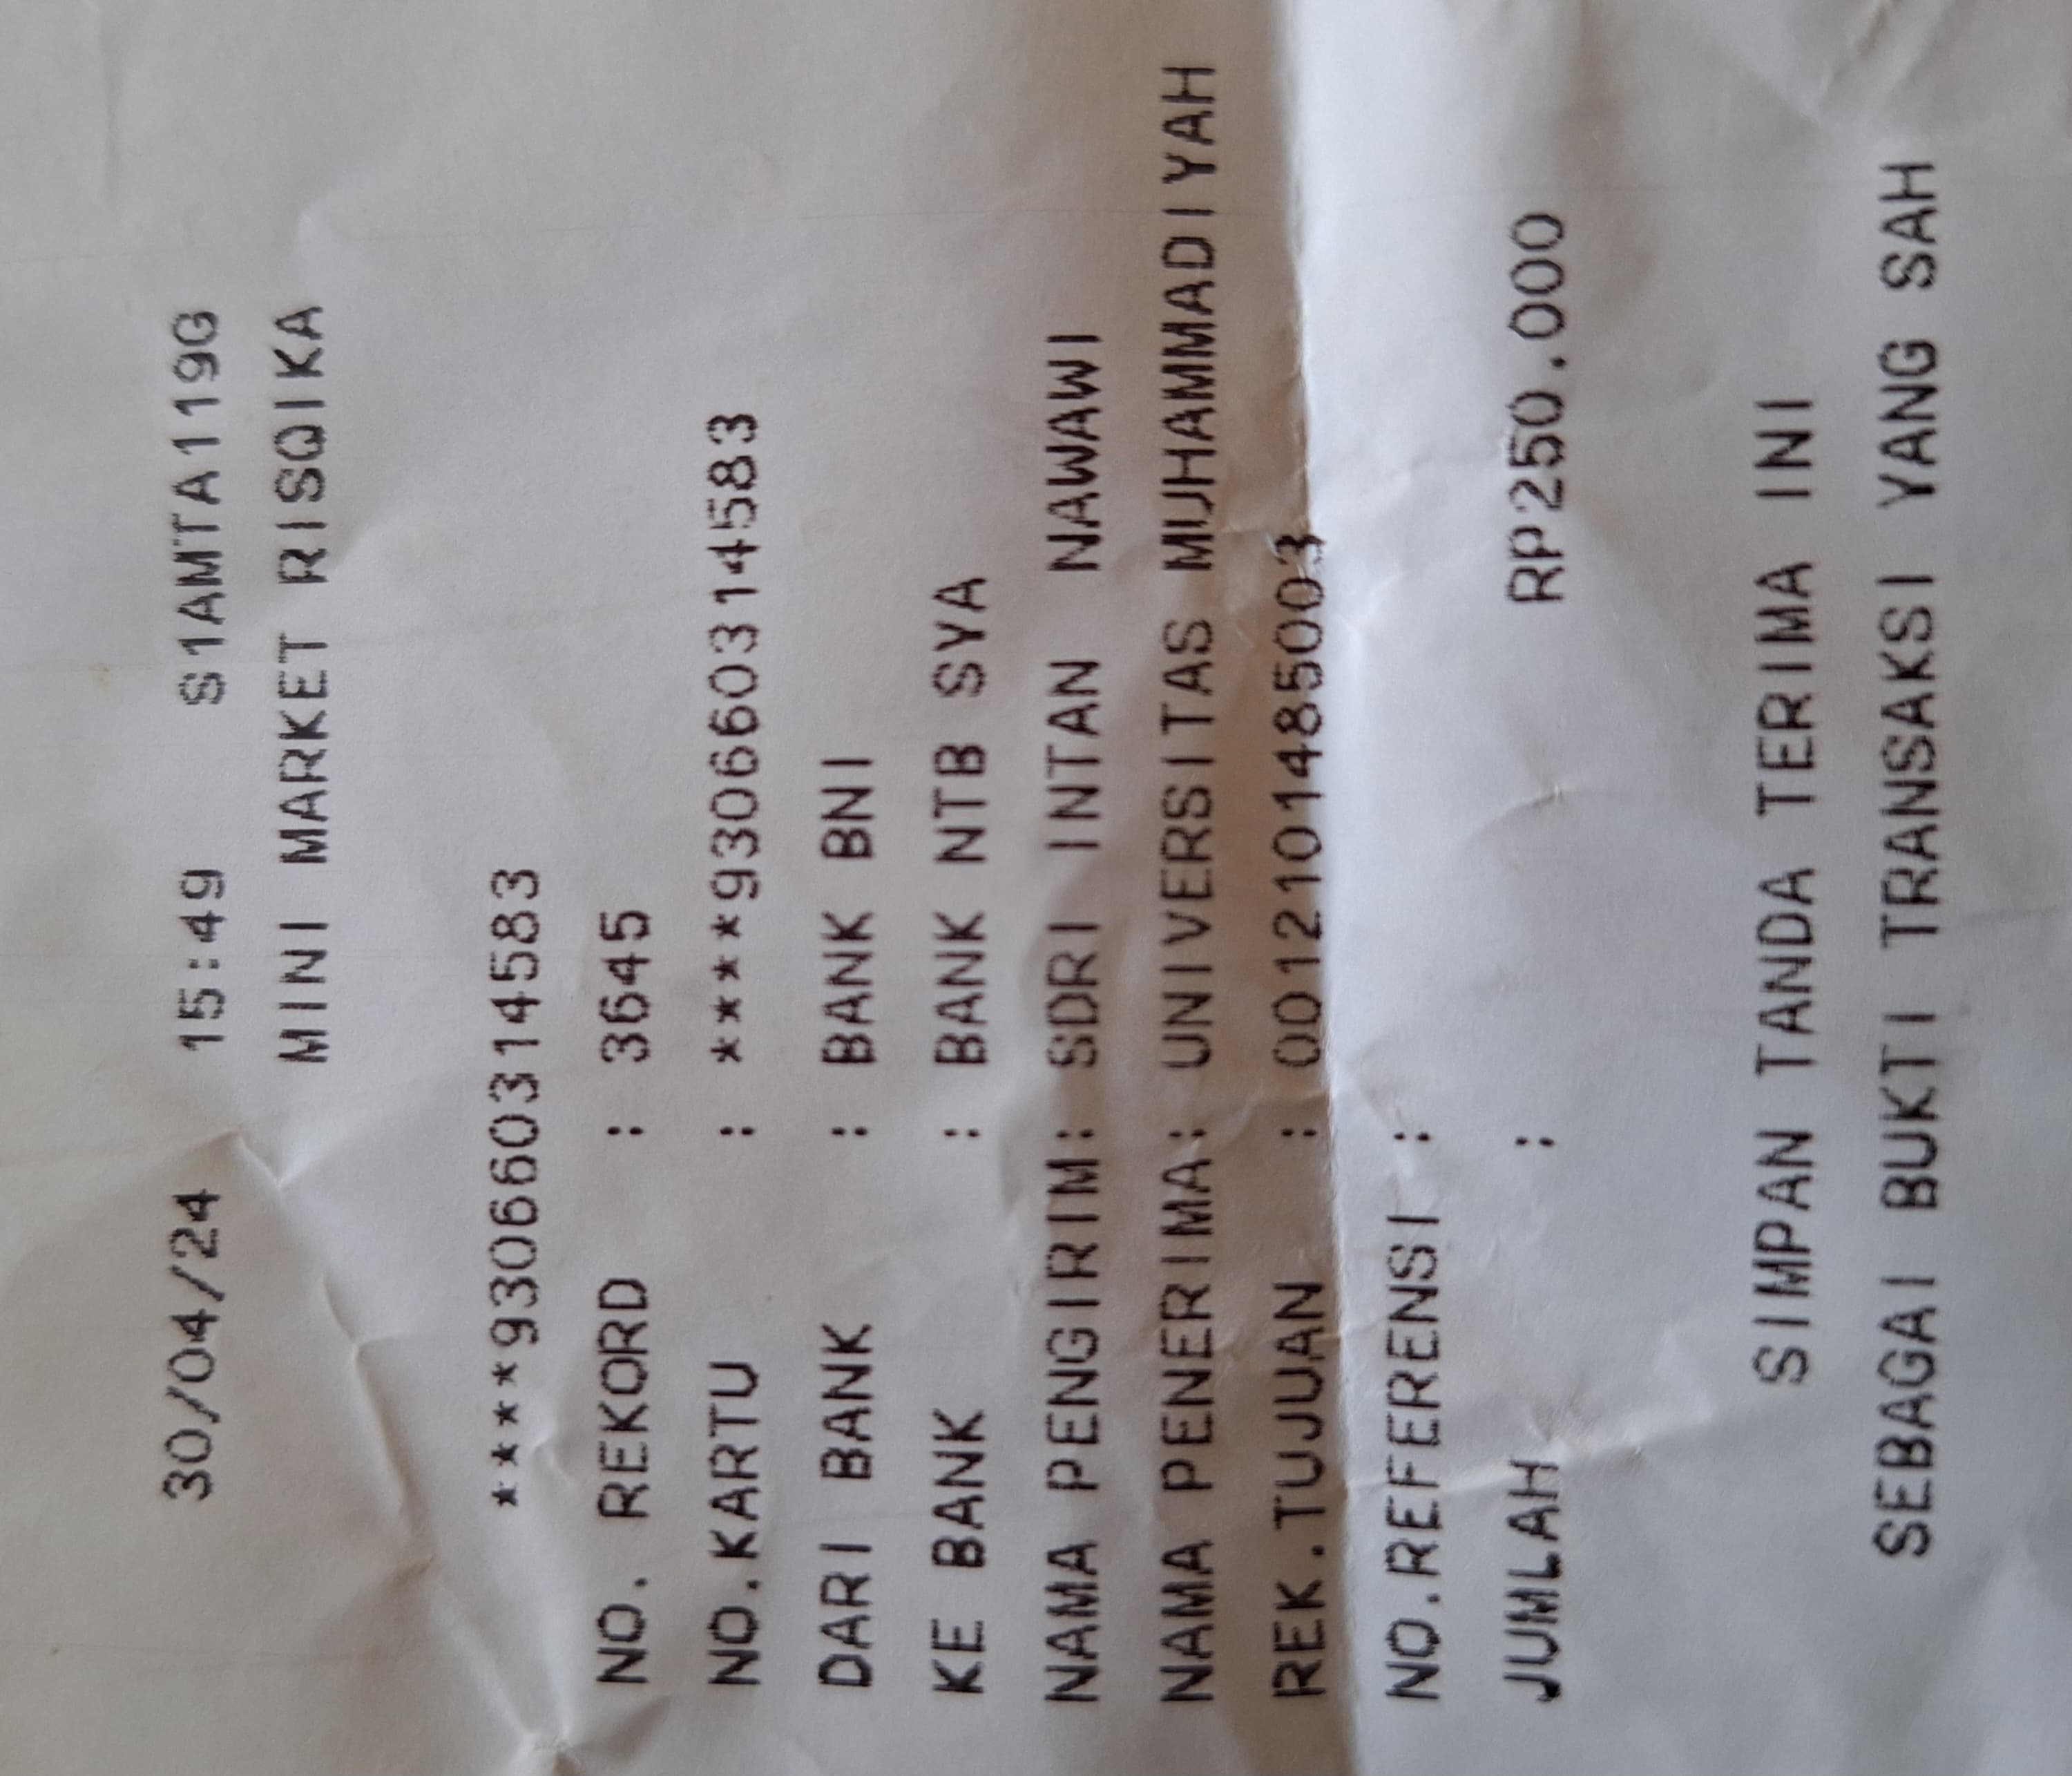 30/04/24 15:49 S1AMTA119G
MINI MARKET RISQIKA
****930660314583
NO. REKORD : 3645
NO.KARTU : ****930660314583
DARI BANK : BANK BNI
KE BANK : BANK NTB SYA
NAMA PENGIRIM: SDRI INTAN NAWAWI
NAMA PENERIMA: UNIVERSITAS MUHAMMADIYAH
REK.TUJUAN : 0012101485003
NO.REFERENSI :
JUMLAH : RP250.000
SIMPAN TANDA TERIMA INI
SEBAGAI BUKTI TRANSAKSI YANG SAH